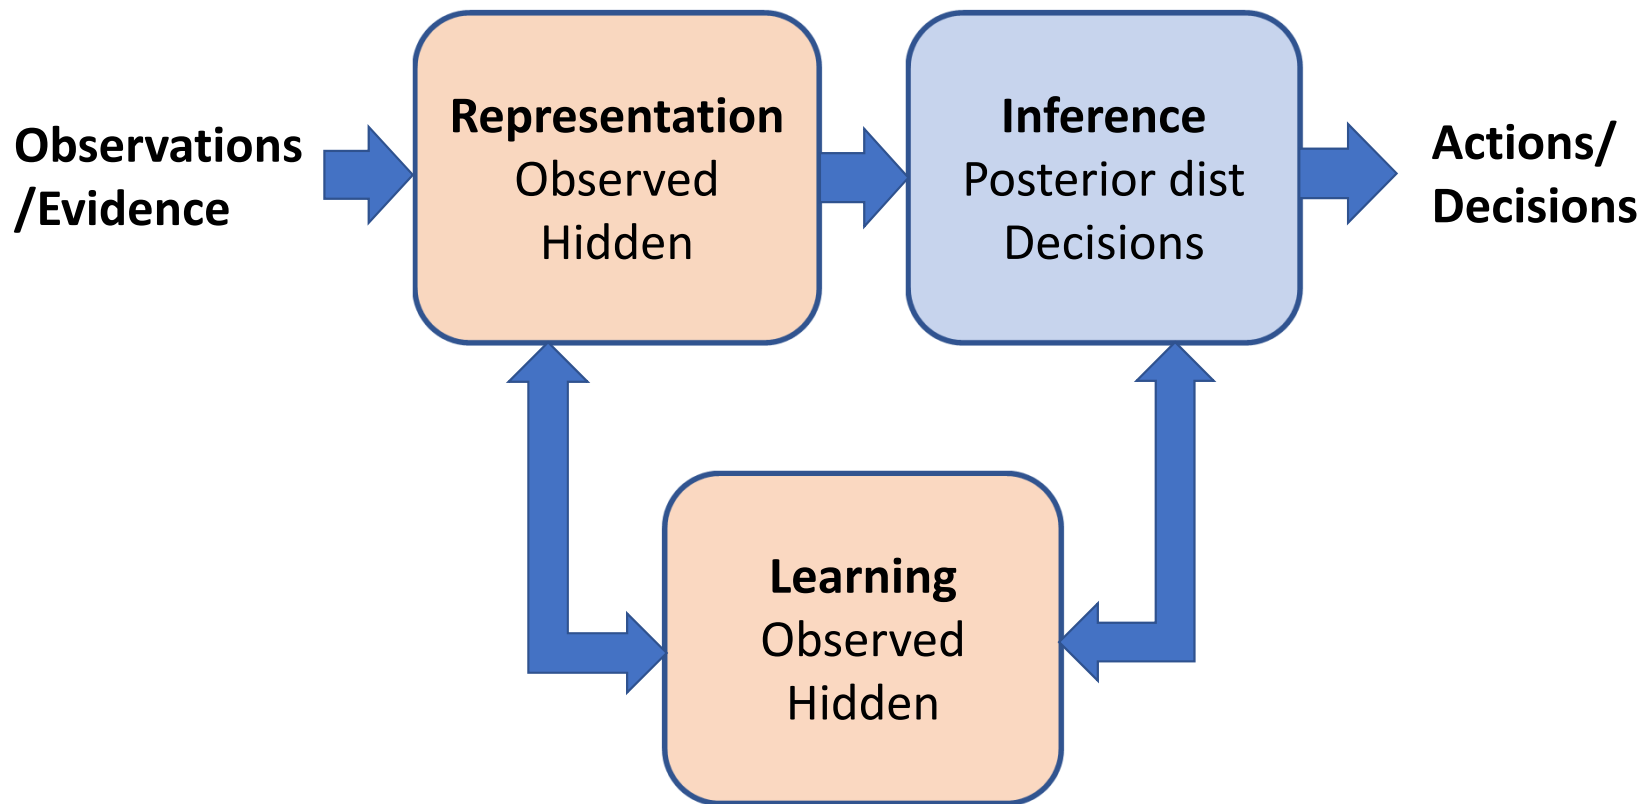 Observations
/Evidence
Representation
Observed
Hidden
Inference
Posterior dist
Decisions
Actions/
Decisions
Learning
Observed
Hidden